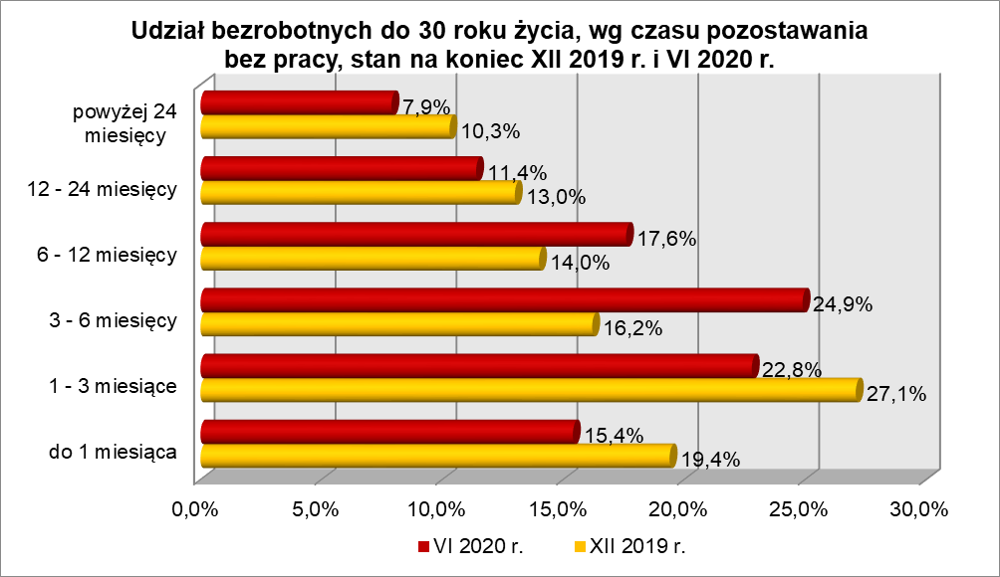 Udział bezrobotnych do 30 roku życia, wg czasu pozostawania
bez pracy, stan na koniec XII 2019 r. i VI 2020 r.
powyżej 24
miesięcy
7,9%
10,3%
12 - 24 miesięcy
11,4%
13,0%
6 - 12 miesięcy
17,6%
14,0%
3 - 6 miesięcy
24,9%
16,2%
1 - 3 miesiące
22,8%
27,1%
do 1 miesiąca
15,4%
19,4%
0,0% 5,0% 10,0% 15,0% 20,0% 25,0% 30,0%
VI 2020 r. XII 2019 r.